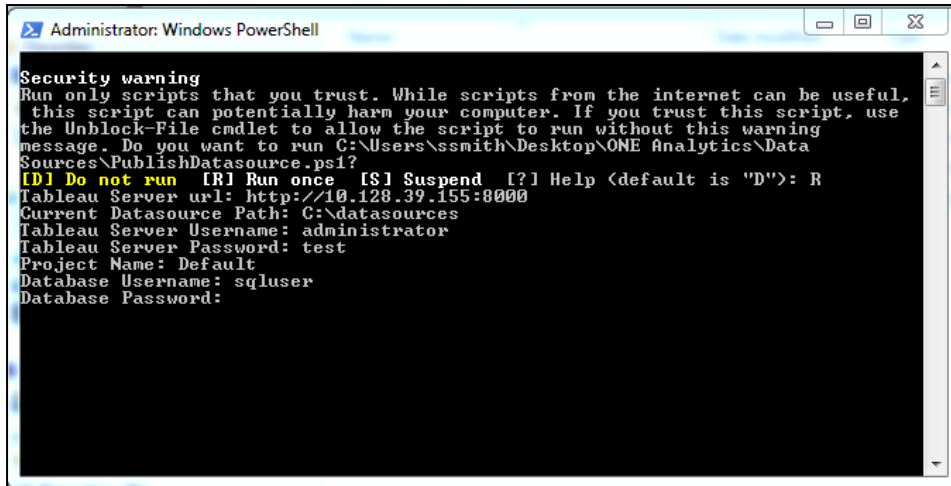 Administrator: Windows PowerShell
Security warning
Run only scripts that you trust. While scripts from the internet can be useful,
this script can potentially harm your computer. If you trust this script, use
the Unblock-File cmdlet to allow the script to run without this warning
message. Do you want to run C:\Users\ssmith\Desktop\ONE Analytics\Data
Sources\PublishDatasource.ps1?
[D] Do not run [R] Run once [S] Suspend [?] Help (default is "D"): R
Tableau Server url: http://10.128.39.155:8000
Current Datasource Path: C:\datasources
Tableau Server Username: administrator
Tableau Server Password: test
Project Name: Default
Database Username: sqluser
Database Password: